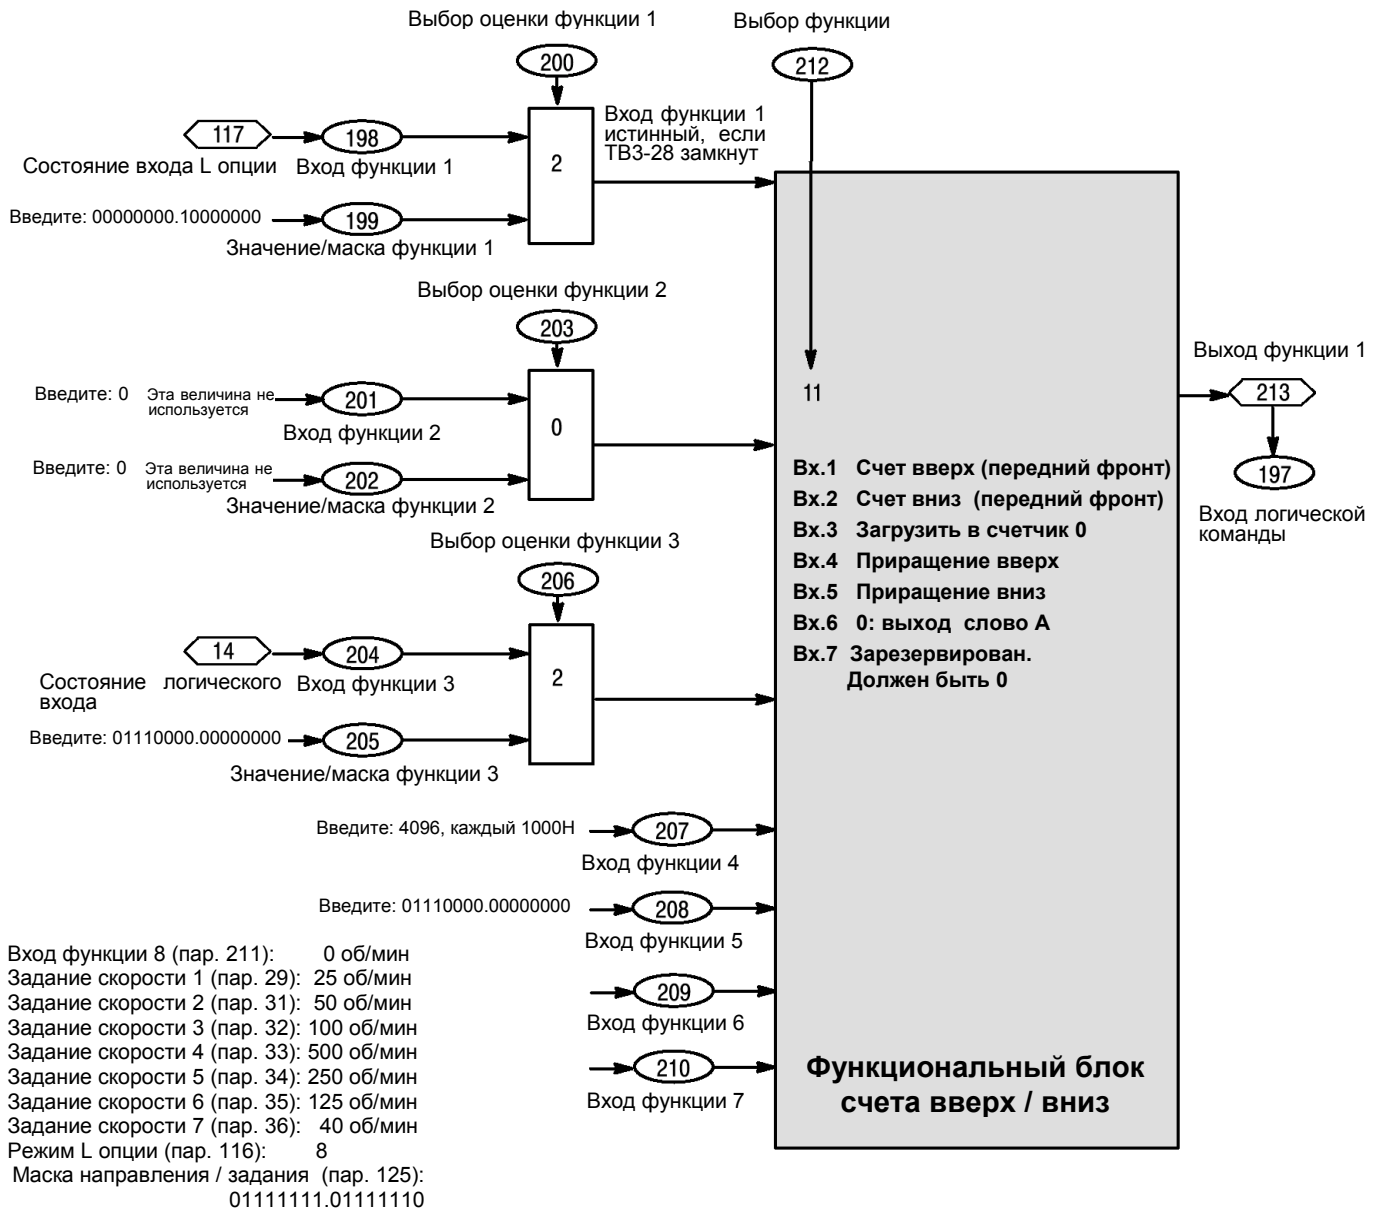 Выбор оценки функции 1
Выбор функции
200
212
Вход функции 1
истинный, если
ТВ3-28 замкнут
117
198
2
Состояние входа L опции
Вход функции 1
Введите: 00000000.10000000
199
Значение/маска функции 1
Выбор оценки функции 2
203
Введите: 0
Эта величина не
используется
201
0
Вход функции 2
Введите: 0
Эта величина не
используется
202
Значение/маска функции 2
Выбор оценки функции 3
206
14
204
2
Состояние логического
входа
Вход функции 3
Введите: 01110000.00000000
205
Значение/маска функции 3
11
Вх.1 Счет вверх (передний фронт)
Вх.2 Счет вниз (передний фронт)
Вх.3 Загрузить в счетчик 0
Вх.4 Приращение вверх
Вх.5 Приращение вниз
Вх.6 0: выход слово А
Вх.7 Зарезервирован.
Должен быть 0
Выход функции 1
213
197
Вход логической
команды
Введите: 4096, каждый 1000Н
207
Вход функции 4
Введите: 01110000.00000000
208
Вход функции 5
209
Вход функции 6
210
Вход функции 7
Функциональный блок
счета вверх / вниз
Вход функции 8 (пар. 211): 0 об/мин
Задание скорости 1 (пар. 29): 25 об/мин
Задание скорости 2 (пар. 31): 50 об/мин
Задание скорости 3 (пар. 32): 100 об/мин
Задание скорости 4 (пар. 33): 500 об/мин
Задание скорости 5 (пар. 34): 250 об/мин
Задание скорости 6 (пар. 35): 125 об/мин
Задание скорости 7 (пар. 36): 40 об/мин
Режим L опции (пар. 116): 8
Маска направления / задания (пар. 125):
01111111.01111110